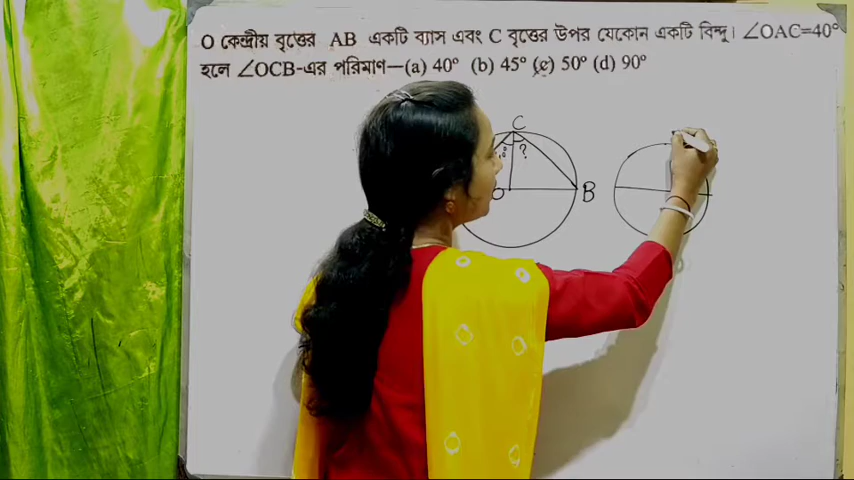 O কেন্দ্রীয় বৃত্তের AB একটি ব্যাস এবং C বৃত্তের উপর যেকোন একটি বিন্দু। ∠OAC=40°
হলে ∠OCB-এর পরিমাণ—(a) 40° (b) 45° (c) 50° (d) 90°
C
?
O B